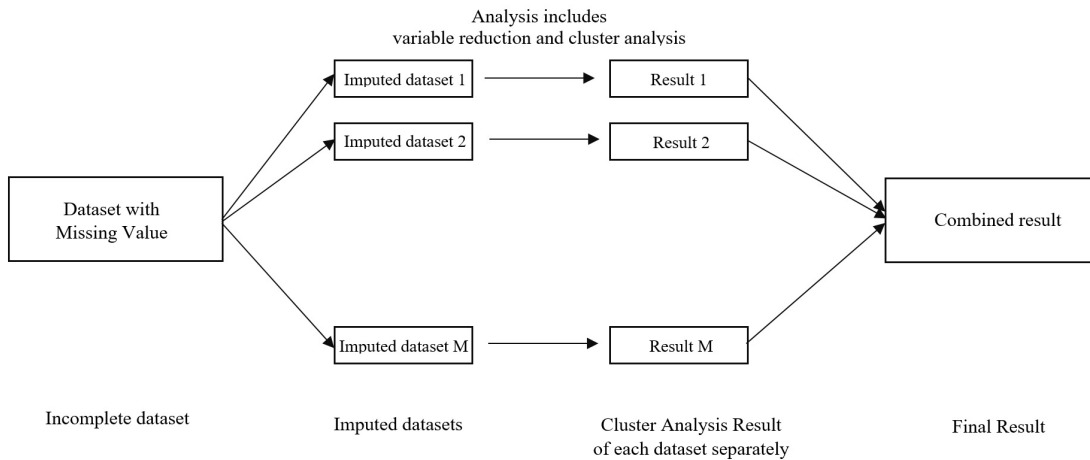 Analysis includes
variable reduction and cluster analysis
Imputed dataset 1
Result 1
Imputed dataset 2
Result 2
Dataset with
Missing Value
Combined result
Imputed dataset M
Result M
Incomplete dataset
Imputed datasets
Cluster Analysis Result
of each dataset separately
Final Result